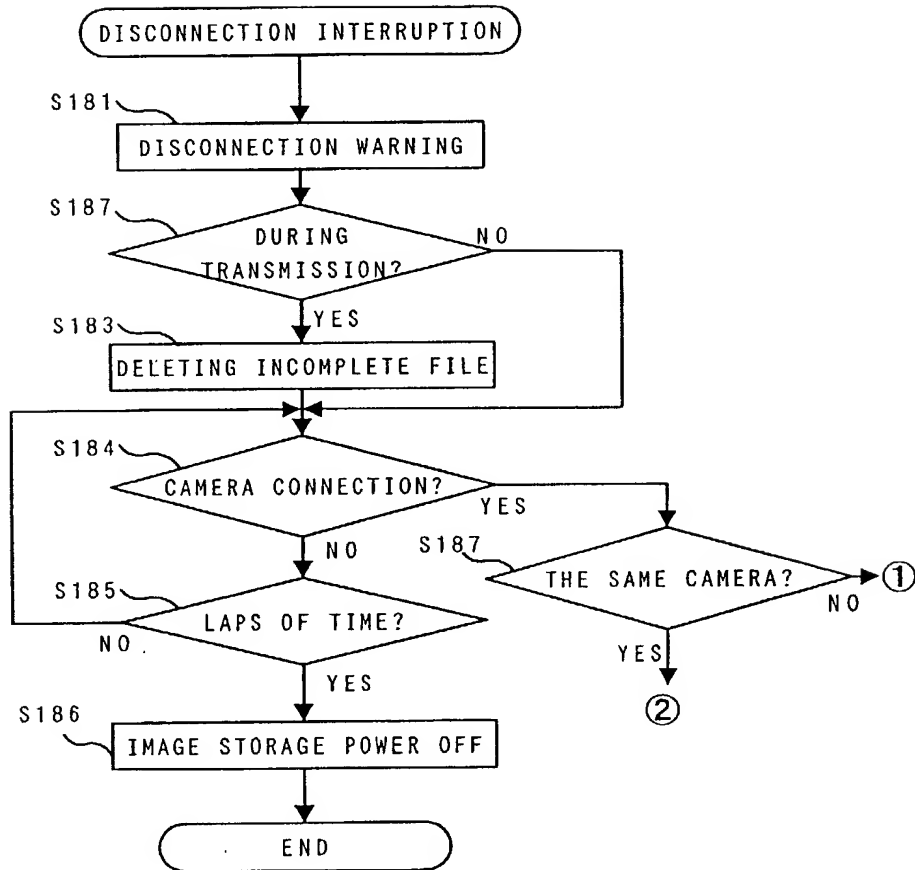 DISCONNECTION INTERRUPTION
S181
DISCONNECTION WARNING
S187
DURING
TRANSMISSION?
NO
YES
S183
DELETING INCOMPLETE FILE
S184
CAMERA CONNECTION?
YES
NO
S187
THE SAME CAMERA?
①
NO
YES
②
S185
LAPS OF TIME?
NO
YES
S186
IMAGE STORAGE POWER OFF
END